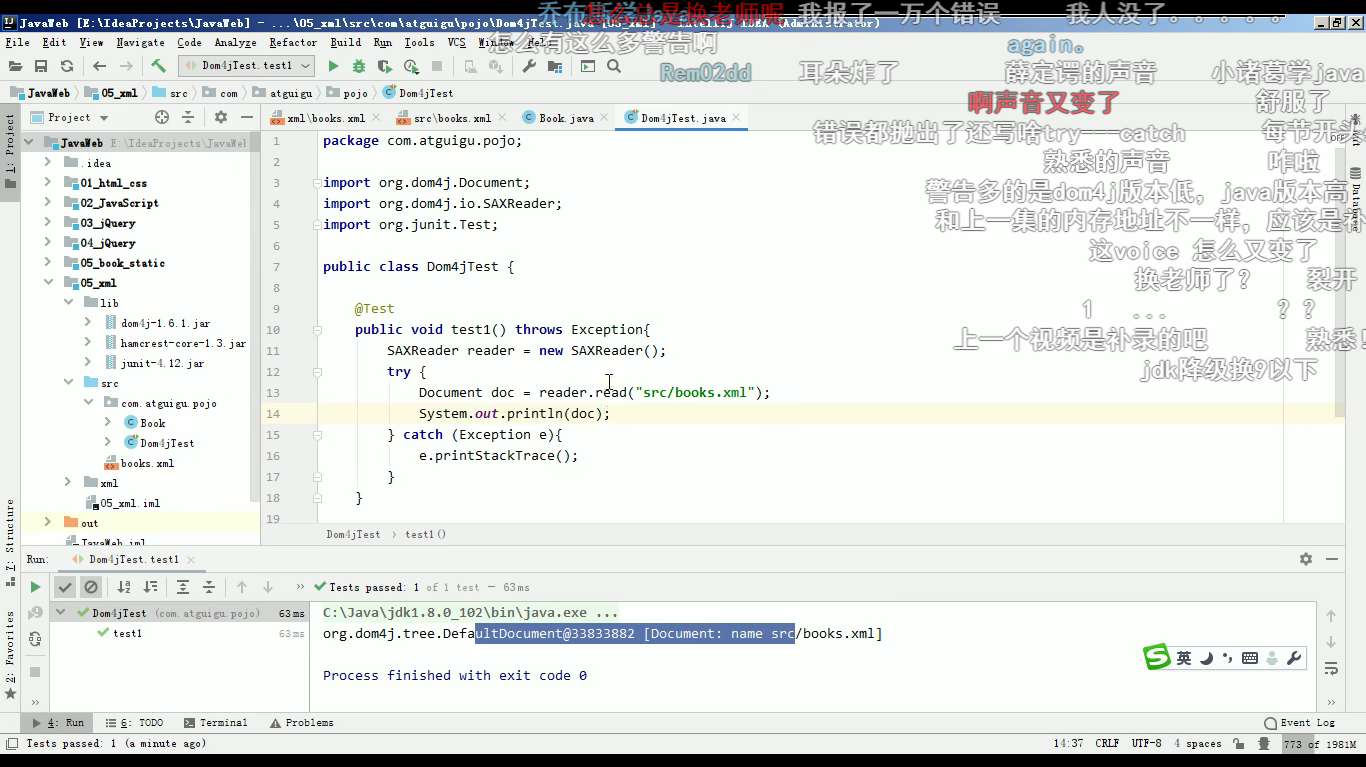 JavaWeb [E:\IdeaProjects\JavaWeb] - ...\05_xml\src\com\atguigu\pojo\Dom4jTest.java
怎么总是换老师呢
我报了一万个错误
我人没了。。。。。
File Edit View Navigate Code Analyze Refactor Build Run Tools VCS
怎么有这么多警告啊
again。
Dom4jTest.test1
Rem02dd
耳朵炸了
薛定谔的声音
小诸葛学java
JavaWeb 05_xml src com atguigu pojo Dom4jTest
啊声音又变了
舒服了
Project
xml\books.xml
src\books.xml
Book.java
Dom4jTest.java
错误都抛出了还写啥try---catch
每节开头
1: Project
JavaWeb E:\IdeaProjects\JavaWeb
.idea
01_html_css
02_JavaScript
03_jQuery
04_jQuery
05_book_static
05_xml
lib
dom4j-1.6.1.jar
hamcrest-core-1.3.jar
junit-4.12.jar
src
com.atguigu.pojo
Book
Dom4jTest
books.xml
xml
05_xml.iml
out
JavaWeb.iml
1 package com.atguigu.pojo;
2
3 import org.dom4j.Document;
4 import org.dom4j.io.SAXReader;
5 import org.junit.Test;
6
7 public class Dom4jTest {
8
9 @Test
10 public void test1() throws Exception{
11 SAXReader reader = new SAXReader();
12 try {
13 Document doc = reader.read("src/books.xml");
14 System.out.println(doc);
15 } catch (Exception e){
16 e.printStackTrace();
17 }
18 }
19
熟悉的声音
咋啦
警告多的是dom4j版本低，java版本高
和上一集的内存地址不一样，应该是补
这voice 怎么又变了
换老师了？
裂开
1
...
？？
上一个视频是补录的吧
熟悉！
jdk降级换9以下
Database
Dom4jTest › test1()
Run: Dom4jTest.test1
Tests passed: 1 of 1 test – 63ms
Dom4jTest (com.atguigu.pojo) 63 ms
test1 63 ms
C:\Java\jdk1.8.0_102\bin\java.exe ...
org.dom4j.tree.DefaultDocument@33833882 [Document: name src/books.xml]
Process finished with exit code 0
英
7: Structure
2: Favorites
4: Run 6: TODO Terminal Problems Event Log
Tests passed: 1 (a minute ago) 14:37 CRLF UTF-8 4 spaces 773 of 1981M